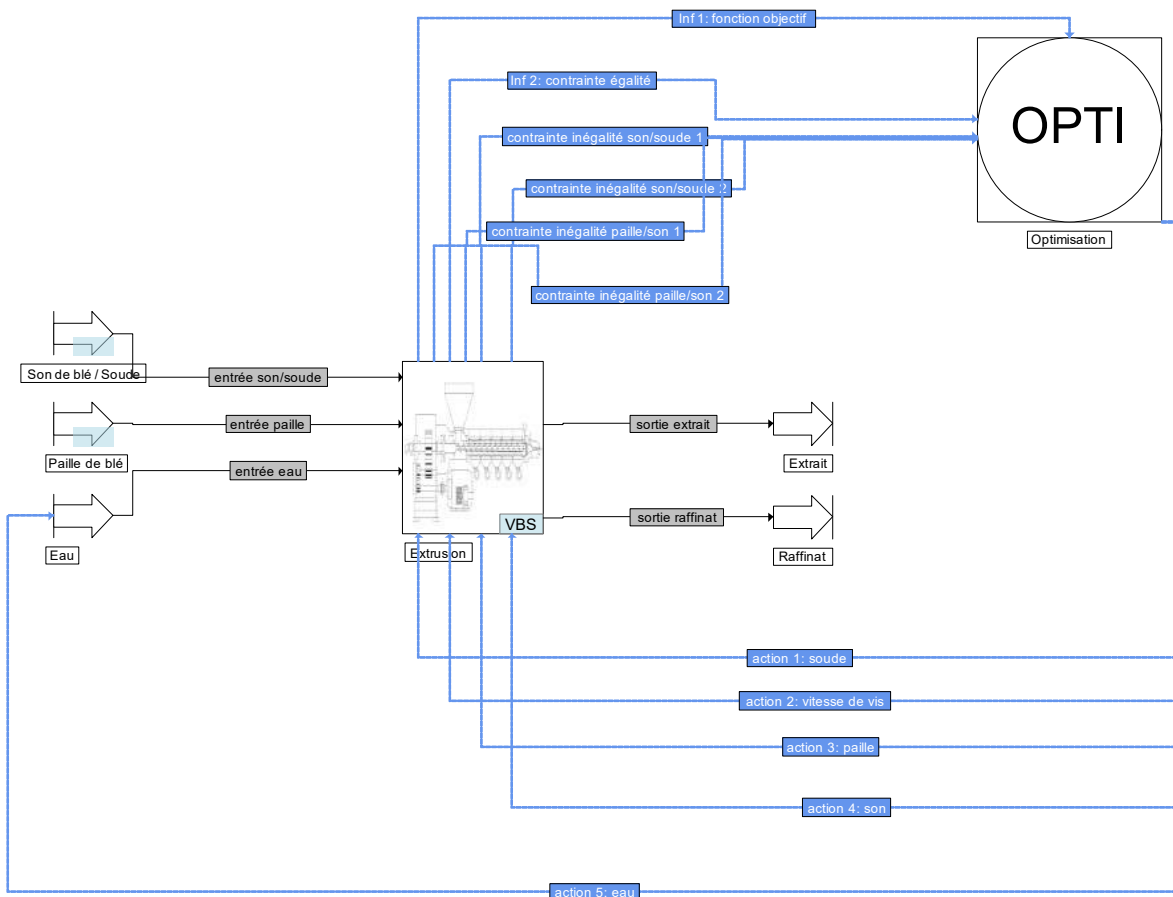 Inf 1: fonction objectif
Inf 2: contrainte égalité
OPTI
contrainte inégalité son/soude 1
contrainte inégalité son/soude 2
contrainte inégalité paille/son 1
Optimisation
contrainte inégalité paille/son 2
Son de blé / Soude
entrée son/soude
entrée paille
sortie extrait
Paille de blé
Extrait
entrée eau
sortie raffinat
VBS
Eau
Extrusion
Raffinat
action 1: soude
action 2: vitesse de vis
action 3: paille
action 4: son
action 5: eau